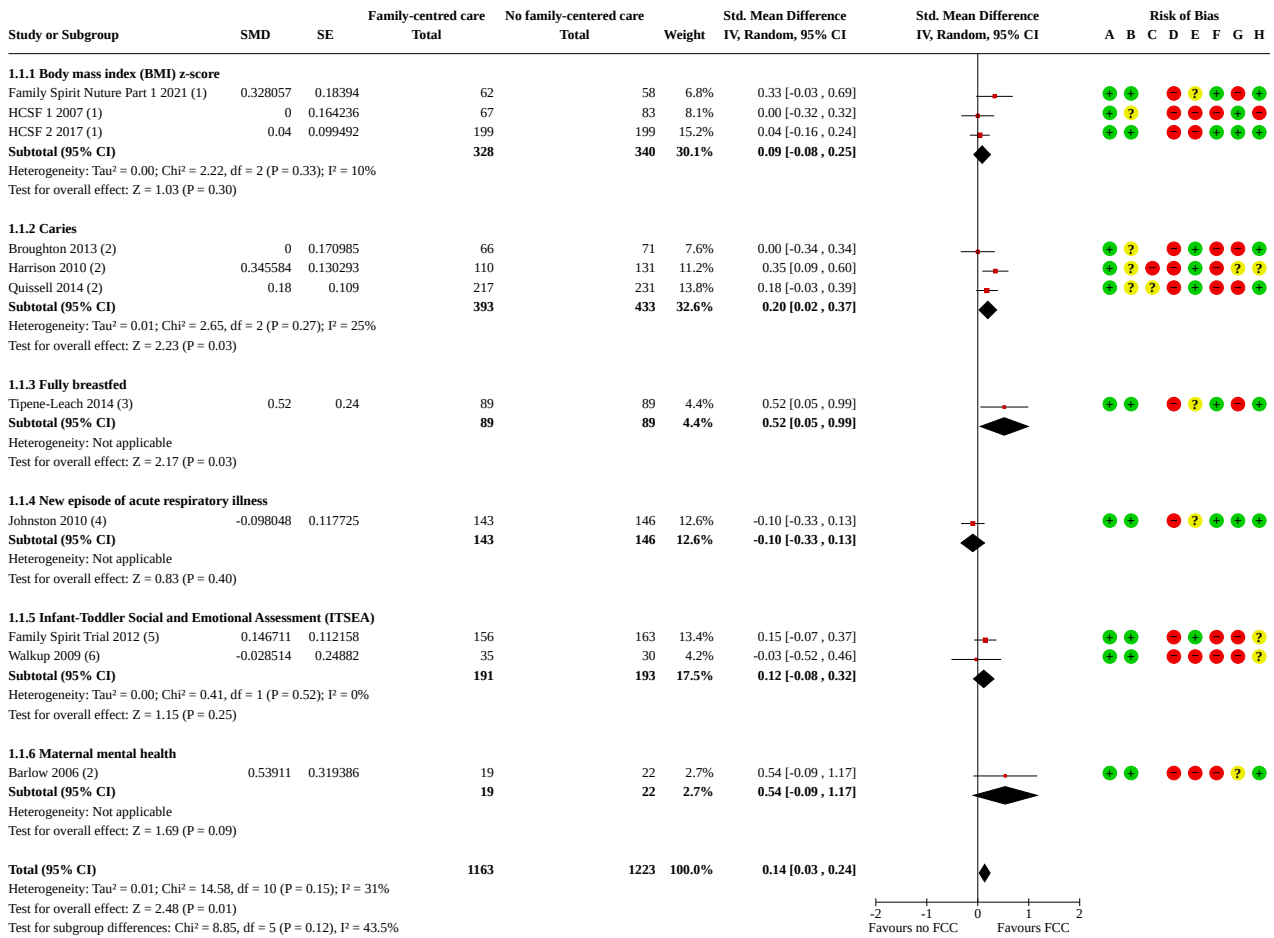 Family-centred care No family-centered care Std. Mean Difference Std. Mean Difference Risk of Bias
Study or Subgroup SMD SE Total Total Weight IV, Random, 95% CI IV, Random, 95% CI A B C D E F G H
1.1.1 Body mass index (BMI) z-score
Family Spirit Nuture Part 1 2021 (1) 0.328057 0.18394 62 58 6.8% 0.33 [-0.03 , 0.69] + + − ? + − +
HCSF 1 2007 (1) 0 0.164236 67 83 8.1% 0.00 [-0.32 , 0.32] + ? − − − + −
HCSF 2 2017 (1) 0.04 0.099492 199 199 15.2% 0.04 [-0.16 , 0.24] + + − − + + +
Subtotal (95% CI) 328 340 30.1% 0.09 [-0.08 , 0.25]
Heterogeneity: Tau² = 0.00; Chi² = 2.22, df = 2 (P = 0.33); I² = 10%
Test for overall effect: Z = 1.03 (P = 0.30)
1.1.2 Caries
Broughton 2013 (2) 0 0.170985 66 71 7.6% 0.00 [-0.34 , 0.34] + ? − + − − +
Harrison 2010 (2) 0.345584 0.130293 110 131 11.2% 0.35 [0.09 , 0.60] + ? − − + − ? ?
Quissell 2014 (2) 0.18 0.109 217 231 13.8% 0.18 [-0.03 , 0.39] + ? ? − + − − +
Subtotal (95% CI) 393 433 32.6% 0.20 [0.02 , 0.37]
Heterogeneity: Tau² = 0.01; Chi² = 2.65, df = 2 (P = 0.27); I² = 25%
Test for overall effect: Z = 2.23 (P = 0.03)
1.1.3 Fully breastfed
Tipene-Leach 2014 (3) 0.52 0.24 89 89 4.4% 0.52 [0.05 , 0.99] + + − ? + − +
Subtotal (95% CI) 89 89 4.4% 0.52 [0.05 , 0.99]
Heterogeneity: Not applicable
Test for overall effect: Z = 2.17 (P = 0.03)
1.1.4 New episode of acute respiratory illness
Johnston 2010 (4) -0.098048 0.117725 143 146 12.6% -0.10 [-0.33 , 0.13] + + − ? + + +
Subtotal (95% CI) 143 146 12.6% -0.10 [-0.33 , 0.13]
Heterogeneity: Not applicable
Test for overall effect: Z = 0.83 (P = 0.40)
1.1.5 Infant-Toddler Social and Emotional Assessment (ITSEA)
Family Spirit Trial 2012 (5) 0.146711 0.112158 156 163 13.4% 0.15 [-0.07 , 0.37] + + − + − − ?
Walkup 2009 (6) -0.028514 0.24882 35 30 4.2% -0.03 [-0.52 , 0.46] + + − − − − ?
Subtotal (95% CI) 191 193 17.5% 0.12 [-0.08 , 0.32]
Heterogeneity: Tau² = 0.00; Chi² = 0.41, df = 1 (P = 0.52); I² = 0%
Test for overall effect: Z = 1.15 (P = 0.25)
1.1.6 Maternal mental health
Barlow 2006 (2) 0.53911 0.319386 19 22 2.7% 0.54 [-0.09 , 1.17] + + − − − ? +
Subtotal (95% CI) 19 22 2.7% 0.54 [-0.09 , 1.17]
Heterogeneity: Not applicable
Test for overall effect: Z = 1.69 (P = 0.09)
Total (95% CI) 1163 1223 100.0% 0.14 [0.03 , 0.24]
Heterogeneity: Tau² = 0.01; Chi² = 14.58, df = 10 (P = 0.15); I² = 31%
Test for overall effect: Z = 2.48 (P = 0.01) -2 -1 0 1 2
Test for subgroup differences: Chi² = 8.85, df = 5 (P = 0.12), I² = 43.5% Favours no FCC Favours FCC